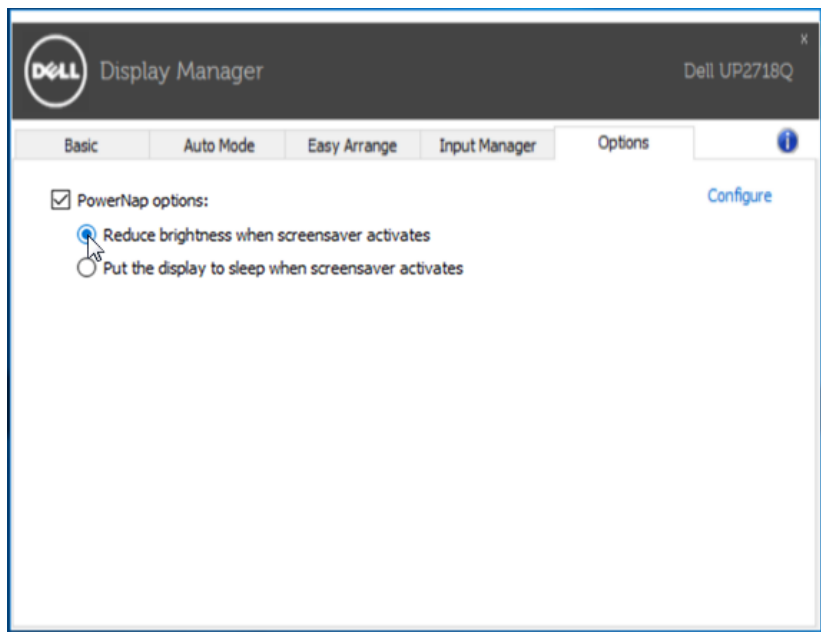 x
DELL Display Manager Dell UP2718Q
Basic Auto Mode Easy Arrange Input Manager Options i
PowerNap options: Configure
Reduce brightness when screensaver activates
Put the display to sleep when screensaver activates